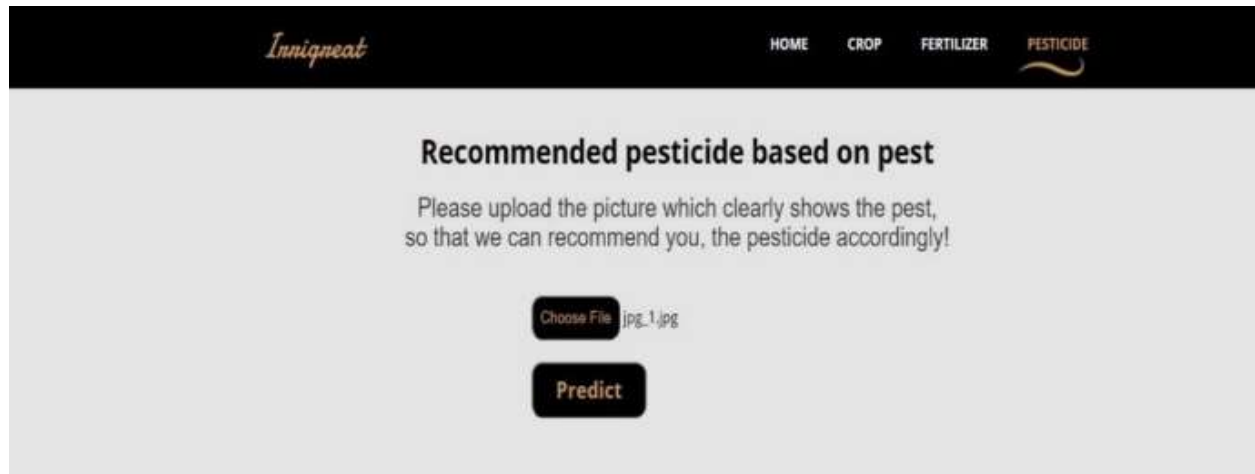 Innigneat
HOME CROP FERTILIZER PESTICIDE
Recommended pesticide based on pest
Please upload the picture which clearly shows the pest,
so that we can recommend you, the pesticide accordingly!
Choose File jpg_1.jpg
Predict